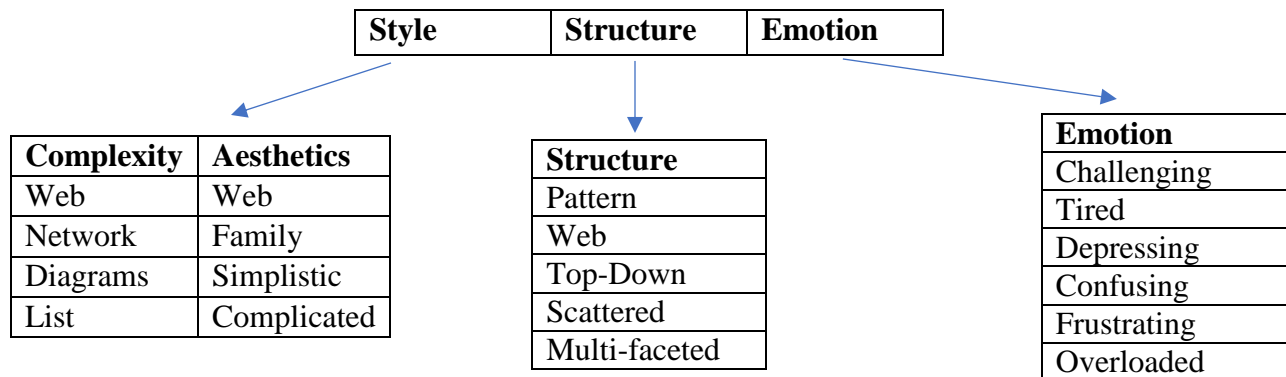 Style Structure Emotion
Complexity Aesthetics
Web Web
Network Family
Diagrams Simplistic
List Complicated
Structure
Pattern
Web
Top-Down
Scattered
Multi-faceted
Emotion
Challenging
Tired
Depressing
Confusing
Frustrating
Overloaded